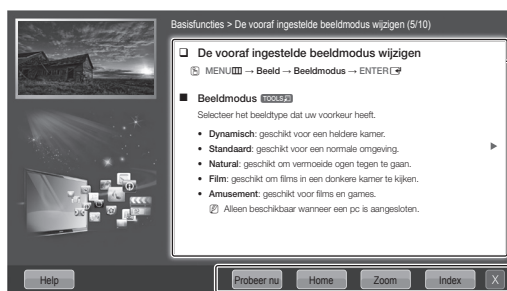 Basisfuncties > De vooraf ingestelde beeldmodus wijzigen (5/10)
❑ De vooraf ingestelde beeldmodus wijzigen
MENU → Beeld → Beeldmodus → ENTER
■ Beeldmodus TOOLS
Selecteer het beeldtype dat uw voorkeur heeft.
• Dynamisch: geschikt voor een heldere kamer.
• Standaard: geschikt voor een normale omgeving.
• Natural: geschikt om vermoeide ogen tegen te gaan.
• Film: geschikt om films in een donkere kamer te kijken.
• Amusement: geschikt voor films en games.
Alleen beschikbaar wanneer een pc is aangesloten.
Help
Probeer nu
Home
Zoom
Index
X